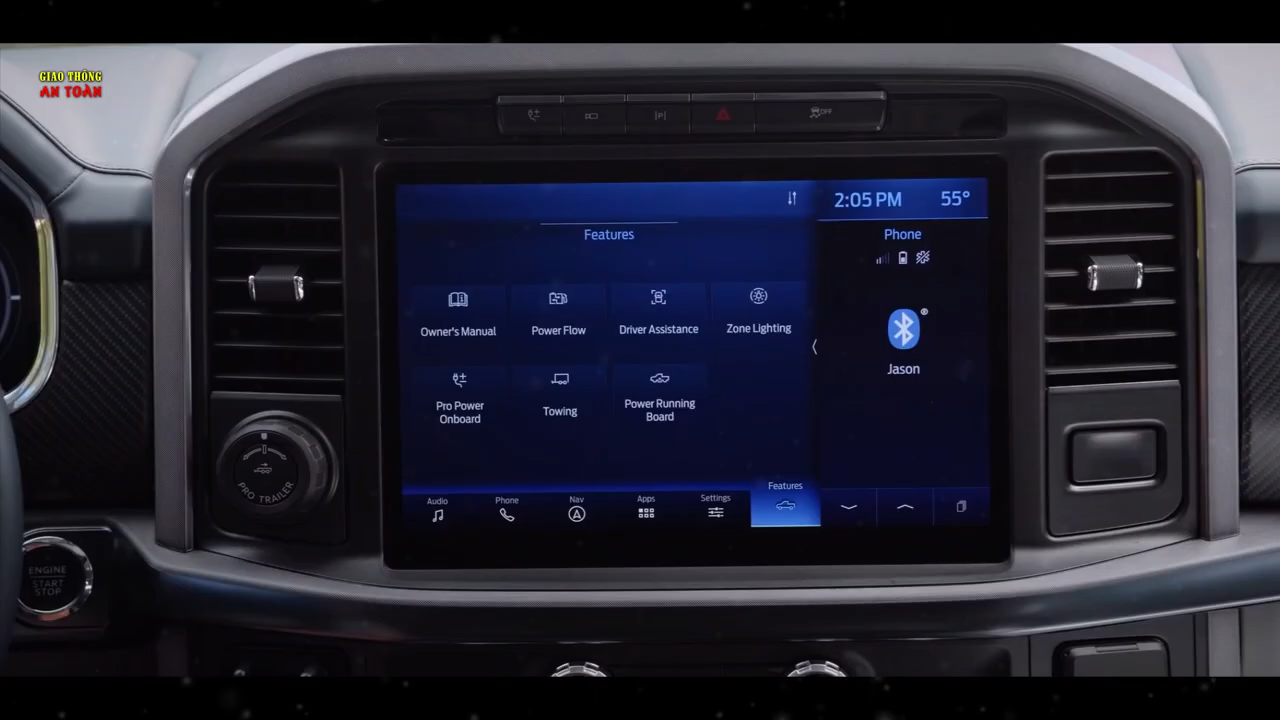 GIAO THÔNG
AN TOÀN
P
OFF
2:05 PM
55°
Features
Phone
Owner's Manual
Power Flow
Driver Assistance
Zone Lighting
Jason
Pro Power
Onboard
Towing
Power Running
Board
PRO TRAILER
Audio
Phone
Nav
Apps
Settings
Features
ENGINE
START
STOP